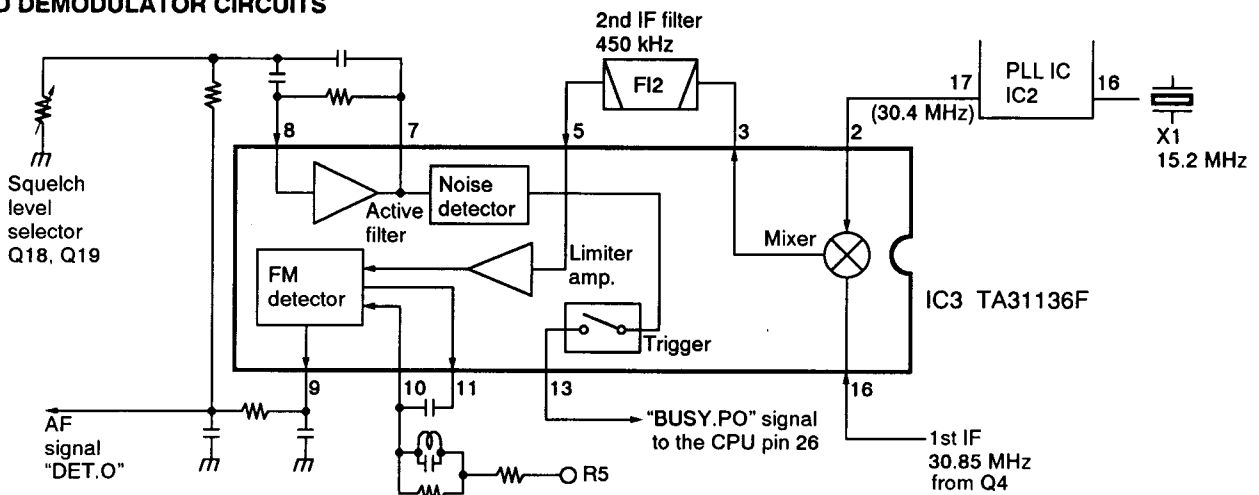 D DEMODULATOR CIRCUITS
2nd IF filter
450 kHz
FI2
PLL IC
IC2
17
16
(30.4 MHz)
X1
15.2 MHz
8
7
5
3
2
Squelch
level
selector
Q18, Q19
Active
filter
Noise
detector
Mixer
Limiter
amp.
FM
detector
IC3 TA31136F
Trigger
9
10
11
13
16
AF
signal
"DET.O"
"BUSY.PO" signal
to the CPU pin 26
R5
1st IF
30.85 MHz
from Q4